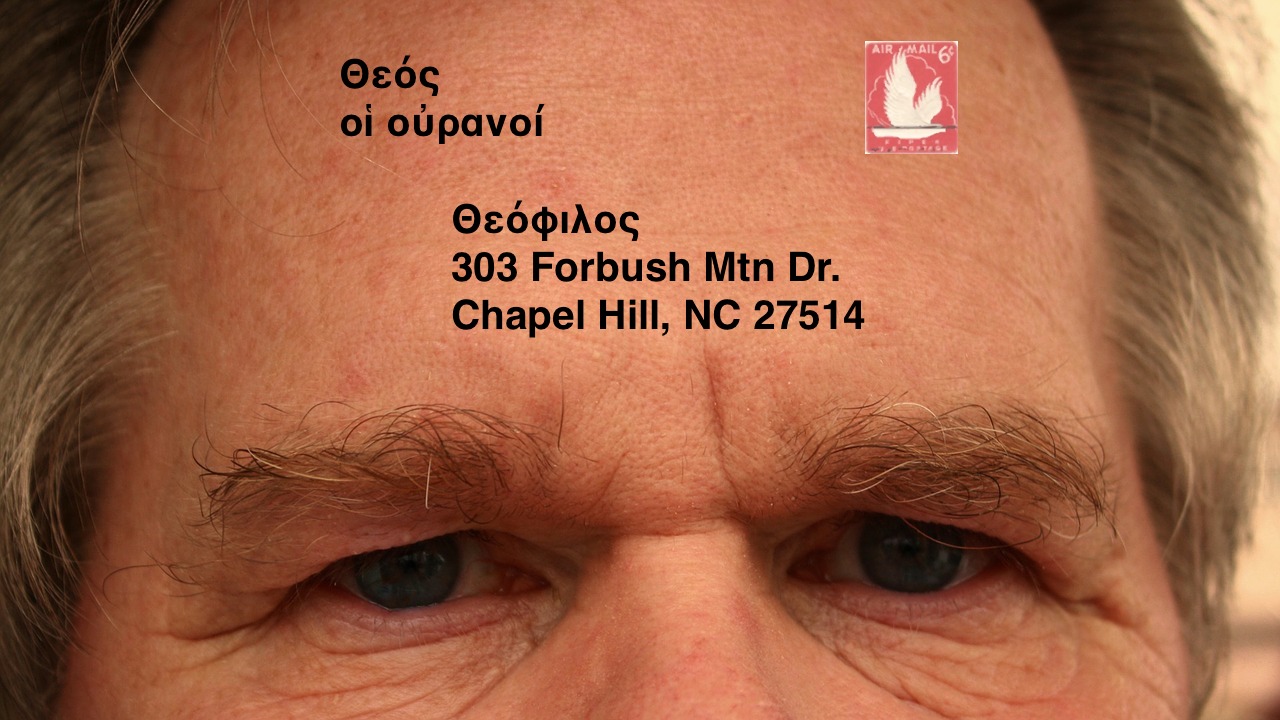 Θεός
οἱ οὐρανοί
AIR MAIL 6¢
Θεόφιλος
303 Forbush Mtn Dr.
Chapel Hill, NC 27514